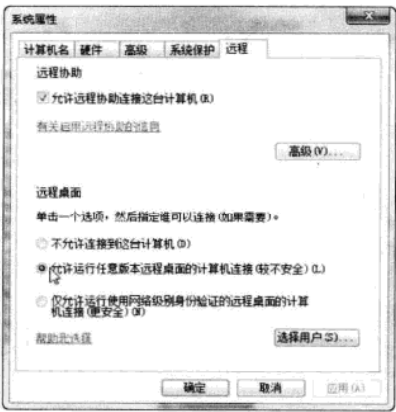 系统属性
计算机名 硬件 高级 系统保护 远程
远程协助
允许远程协助连接这台计算机(R)
有关启用远程协助的信息
高级(V)...
远程桌面
单击一个选项，然后指定谁可以连接(如果需要)。
不允许连接到这台计算机(D)
允许运行任意版本远程桌面的计算机连接(较不安全)(L)
仅允许运行使用网络级别身份验证的远程桌面的计算
机连接(更安全)(N)
帮助我选择
选择用户(S)...
确定 取消 应用(A)